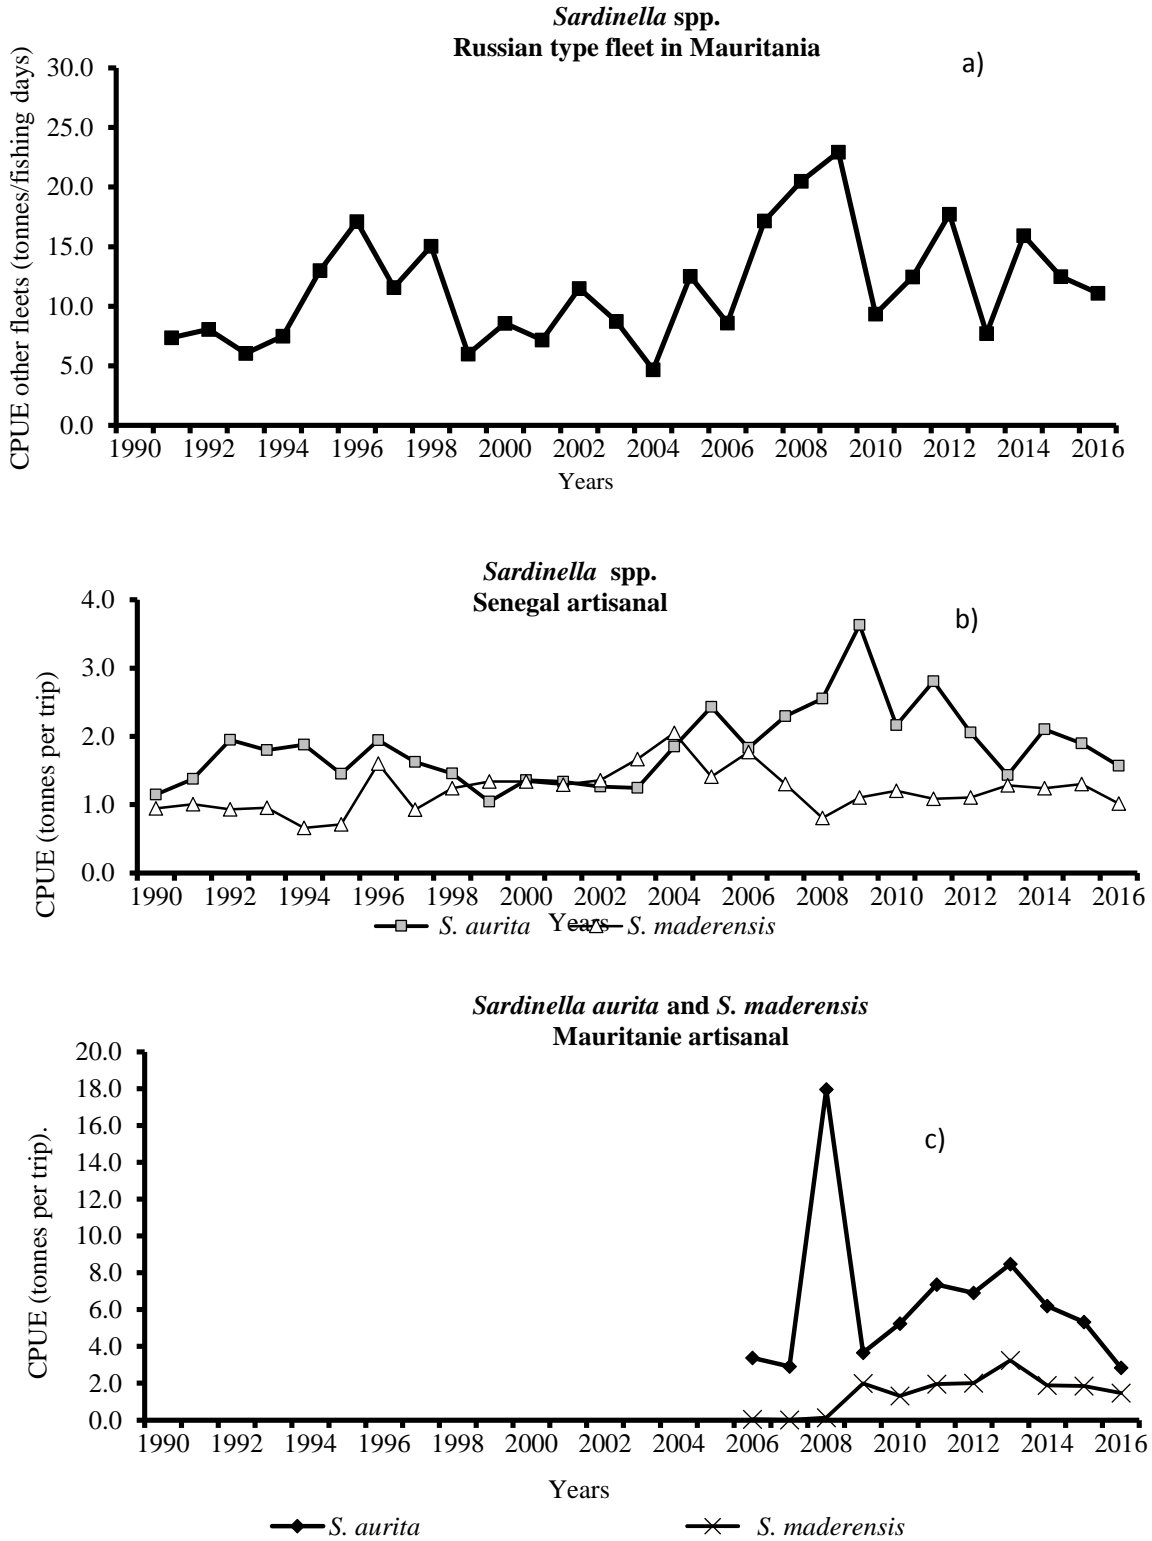 Sardinella spp.
Russian type fleet in Mauritania
a)
CPUE other fleets (tonnes/fishing days)
30.0
25.0
20.0
15.0
10.0
5.0
0.0
1990 1992 1994 1996 1998 2000 2002 2004 2006 2008 2010 2012 2014 2016
Years
Sardinella spp.
Senegal artisanal
b)
CPUE (tonnes per trip)
4.0
3.0
2.0
1.0
0.0
1990 1992 1994 1996 1998 2000 2002 2004 2006 2008 2010 2012 2014 2016
Years
S. aurita S. maderensis
Sardinella aurita and S. maderensis
Mauritanie artisanal
c)
CPUE (tonnes per trip).
20.0
18.0
16.0
14.0
12.0
10.0
8.0
6.0
4.0
2.0
0.0
1990 1992 1994 1996 1998 2000 2002 2004 2006 2008 2010 2012 2014 2016
Years
S. aurita S. maderensis